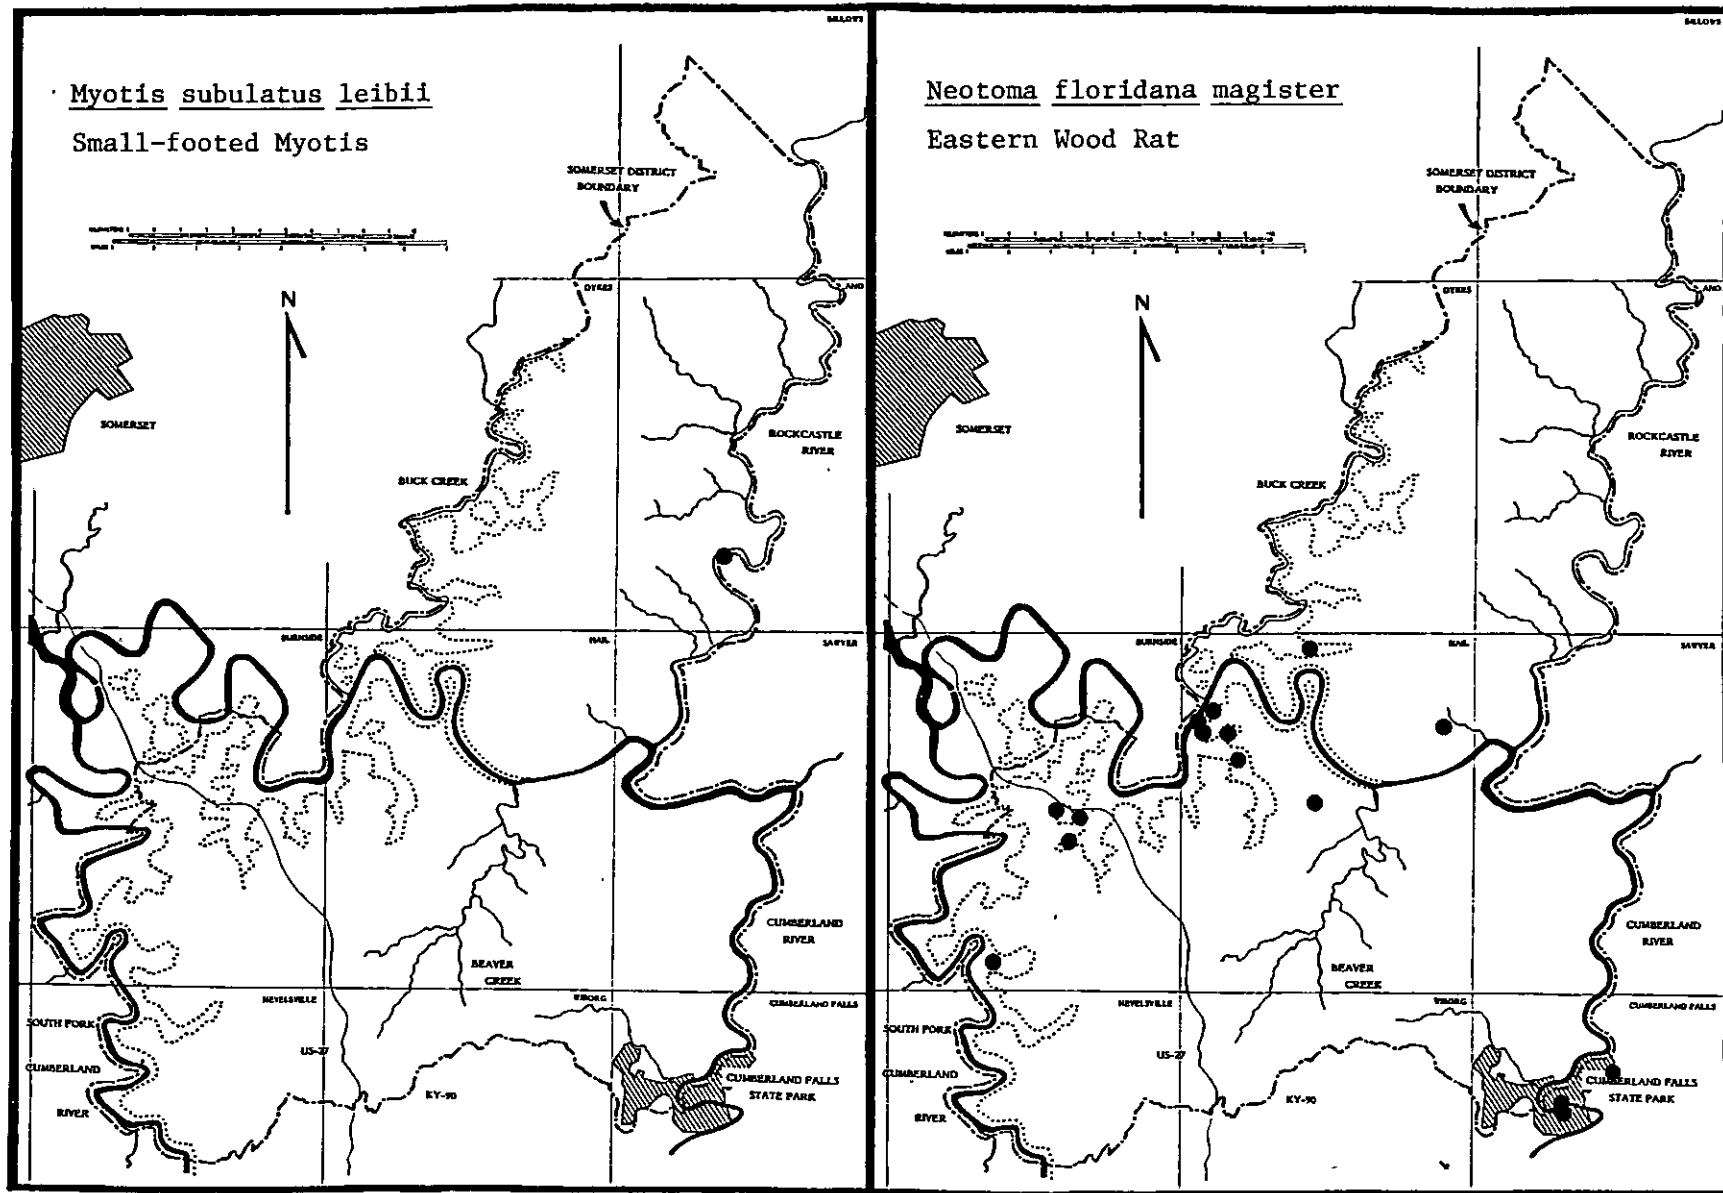 Myotis subulatus leibii
Small-footed Myotis
SOMERSET DISTRICT
BOUNDARY
N
DYKES
SOMERSET
ROCKCASTLE
RIVER
BUCK CREEK
BURNSIDE
HAIL
SAWYER
CUMBERLAND
RIVER
BEAVER
CREEK
NEVELSVILLE
WIBORG
CUMBERLAND FALLS
SOUTH FORK
CUMBERLAND
RIVER
US-27
KY-90
CUMBERLAND FALLS
STATE PARK
Neotoma floridana magister
Eastern Wood Rat
SOMERSET DISTRICT
BOUNDARY
N
DYKES
AND
SOMERSET
ROCKCASTLE
RIVER
BUCK CREEK
BURNSIDE
HAIL
SAWYER
CUMBERLAND
RIVER
BEAVER
CREEK
NEVELSVILLE
WIBORG
CUMBERLAND FALLS
SOUTH FORK
CUMBERLAND
RIVER
US-27
KY-90
CUMBERLAND FALLS
STATE PARK